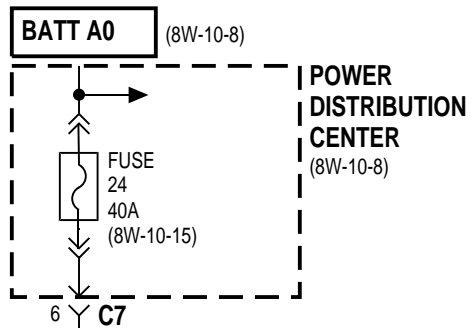 BATT A0 (8W-10-8)
POWER
DISTRIBUTION
CENTER
(8W-10-8)
FUSE
24
40A
(8W-10-15)
6 C7